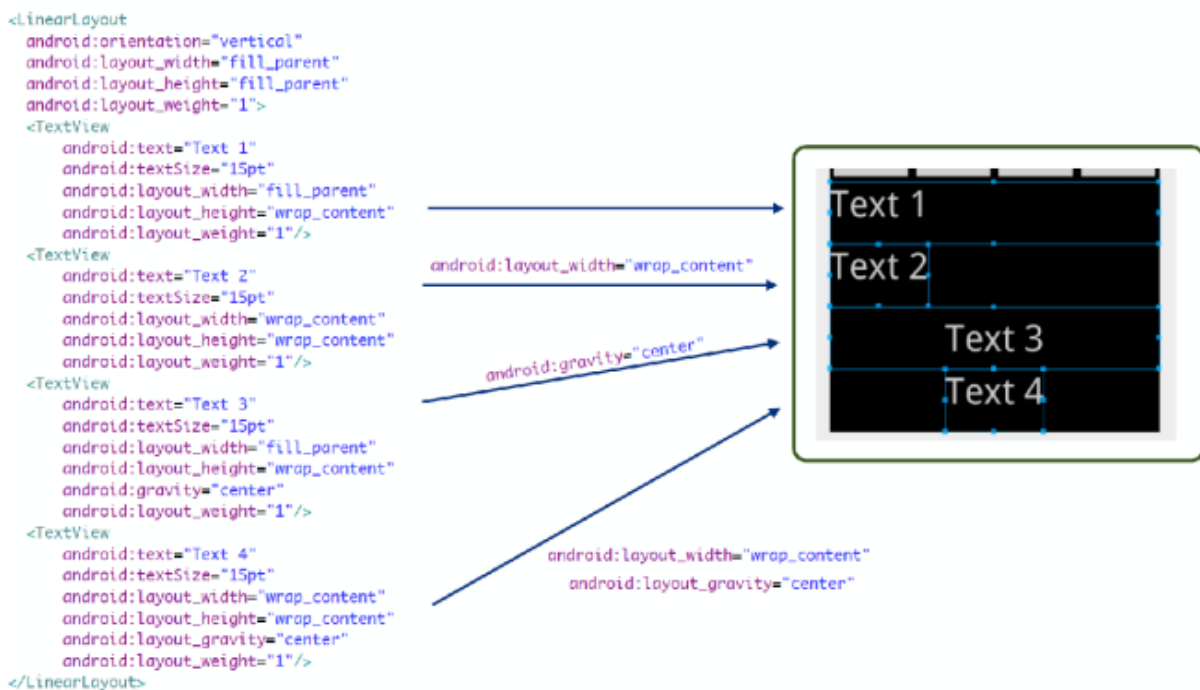 <LinearLayout
android:orientation="vertical"
android:layout_width="fill_parent"
android:layout_height="fill_parent"
android:layout_weight="1">
<TextView
android:text="Text 1"
android:textSize="15pt"
android:layout_width="fill_parent"
android:layout_height="wrap_content"
android:layout_weight="1"/>
<TextView
android:text="Text 2"
android:textSize="15pt"
android:layout_width="wrap_content"
android:layout_height="wrap_content"
android:layout_weight="1"/>
<TextView
android:text="Text 3"
android:textSize="15pt"
android:layout_width="fill_parent"
android:layout_height="wrap_content"
android:gravity="center"
android:layout_weight="1"/>
<TextView
android:text="Text 4"
android:textSize="15pt"
android:layout_width="wrap_content"
android:layout_height="wrap_content"
android:layout_gravity="center"
android:layout_weight="1"/>
</LinearLayout>
android:layout_width="wrap_content"
android:gravity="center"
android:layout_width="wrap_content"
android:layout_gravity="center"
Text 1
Text 2
Text 3
Text 4